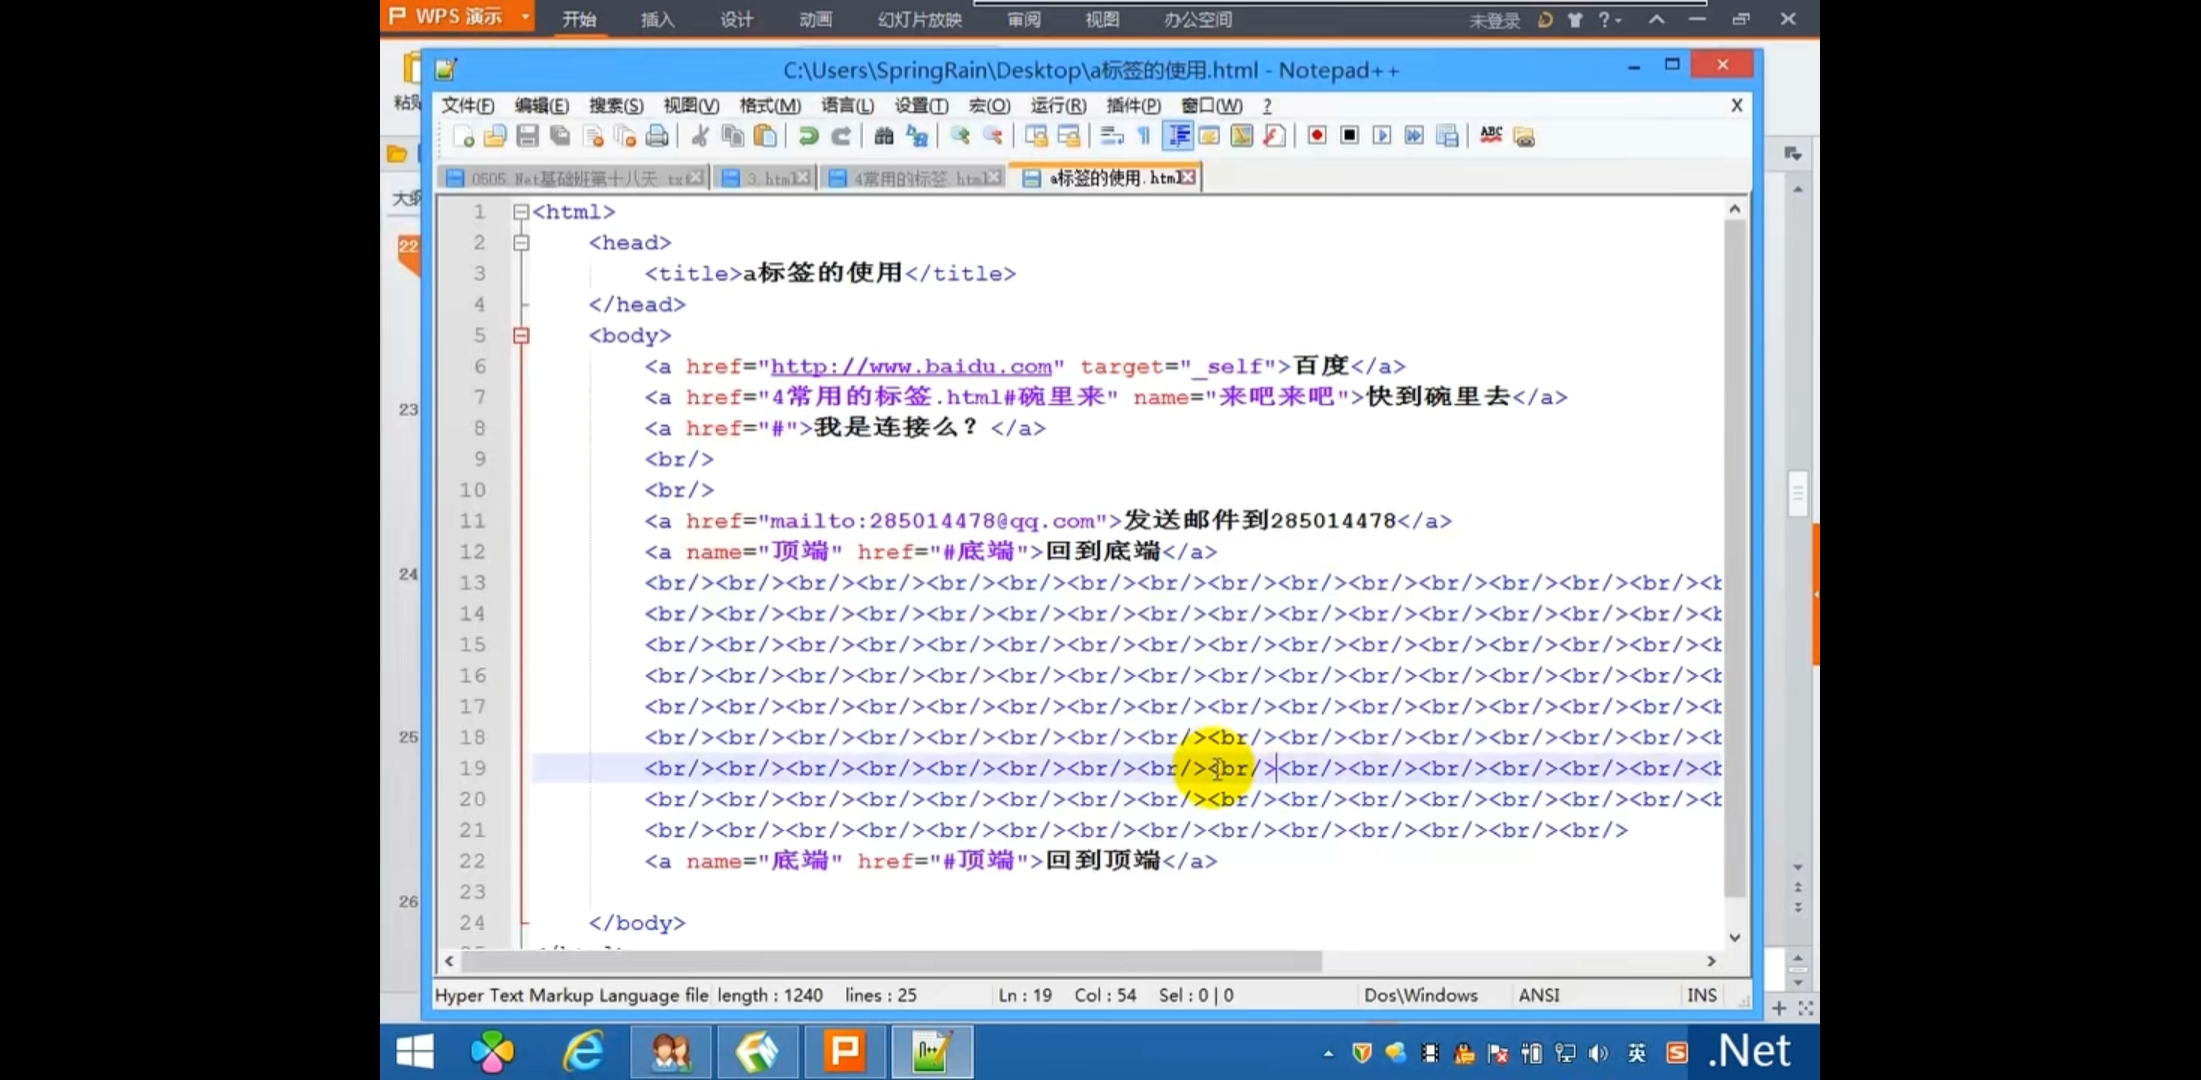 WPS 演示 开始 插入 设计 动画 幻灯片放映 审阅 视图 办公空间 未登录
C:\Users\SpringRain\Desktop\a标签的使用.html - Notepad++
文件(F) 编辑(E) 搜索(S) 视图(V) 格式(M) 语言(L) 设置(T) 宏(O) 运行(R) 插件(P) 窗口(W) ? X
0505 .Net基础班第十八天.txt 3.html 4常用的标签.html a标签的使用.html
1 <html>
2 <head>
3 <title>a标签的使用</title>
4 </head>
5 <body>
6 <a href="http://www.baidu.com" target="_self">百度</a>
7 <a href="4常用的标签.html#碗里来" name="来吧来吧">快到碗里去</a>
8 <a href="#">我是连接么？</a>
9 <br/>
10 <br/>
11 <a href="mailto:285014478@qq.com">发送邮件到285014478</a>
12 <a name="顶端" href="#底端">回到底端</a>
13 <br/><br/><br/><br/><br/><br/><br/><br/><br/><br/><br/><br/><br/><br/><br/><b
14 <br/><br/><br/><br/><br/><br/><br/><br/><br/><br/><br/><br/><br/><br/><br/><b
15 <br/><br/><br/><br/><br/><br/><br/><br/><br/><br/><br/><br/><br/><br/><br/><b
16 <br/><br/><br/><br/><br/><br/><br/><br/><br/><br/><br/><br/><br/><br/><br/><b
17 <br/><br/><br/><br/><br/><br/><br/><br/><br/><br/><br/><br/><br/><br/><br/><b
18 <br/><br/><br/><br/><br/><br/><br/><br/><br/><br/><br/><br/><br/><br/><br/><b
19 <br/><br/><br/><br/><br/><br/><br/><br/><br/><br/><br/><br/><br/><br/><br/><b
20 <br/><br/><br/><br/><br/><br/><br/><br/><br/><br/><br/><br/><br/><br/><br/><b
21 <br/><br/><br/><br/><br/><br/><br/><br/><br/><br/><br/><br/><br/><br/>
22 <a name="底端" href="#顶端">回到顶端</a>
23
24 </body>
Hyper Text Markup Language file length : 1240 lines : 25 Ln : 19 Col : 54 Sel : 0 | 0 Dos\Windows ANSI INS
粘贴
22
23
24
25
26
英 .Net